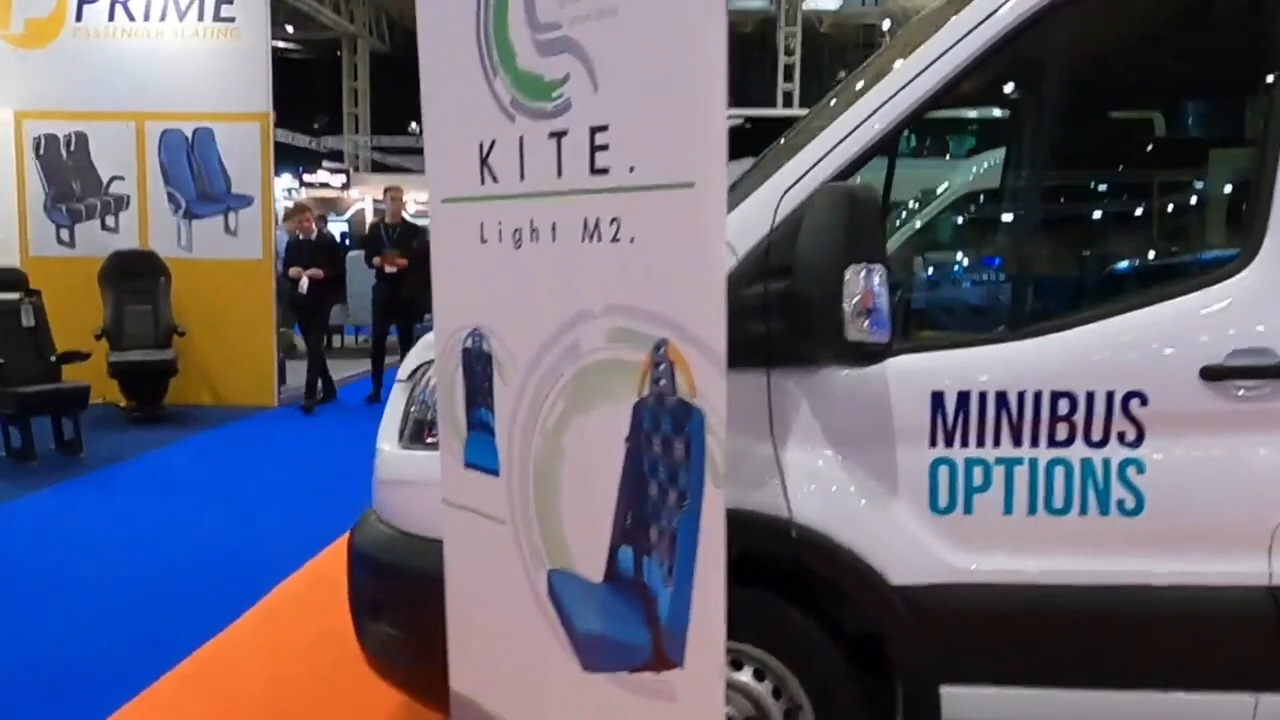 PRIME
PASSENGER SEATING
KITE.
Light M2.
MINIBUS
OPTIONS